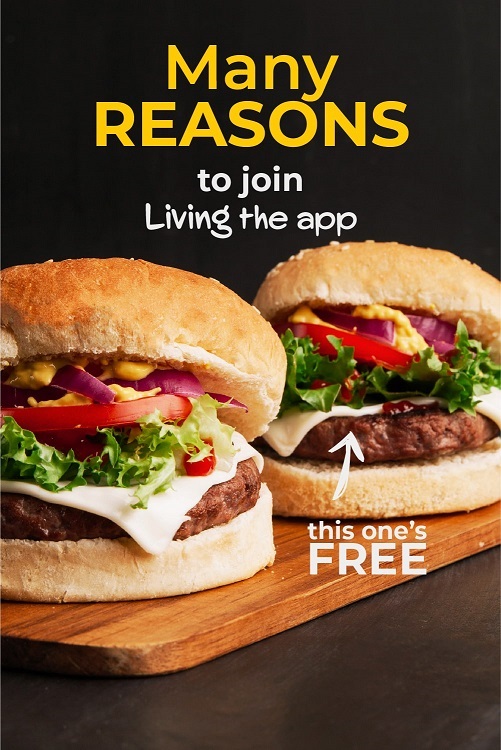 Many
REASONS
to join
Living the app
this one's
FREE